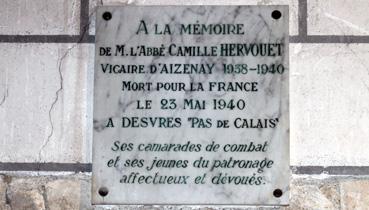 A LA MÉMOIRE
DE M. L'ABBÉ CAMILLE HERVOUET
VICAIRE D'AIZENAY 1938-1940
MORT POUR LA FRANCE
LE 23 MAI 1940
A DESVRES "PAS DE CALAIS"
Ses camarades de combat
et ses jeunes du patronage
affectueux et dévoués.